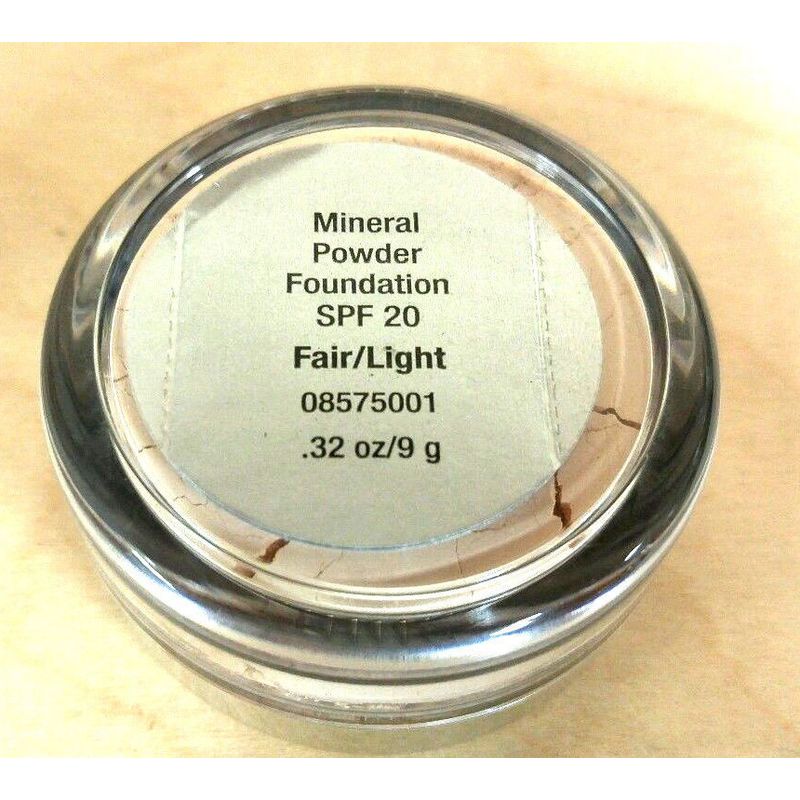 Mineral
Powder
Foundation
SPF 20
Fair/Light
08575001
.32 oz/9 g